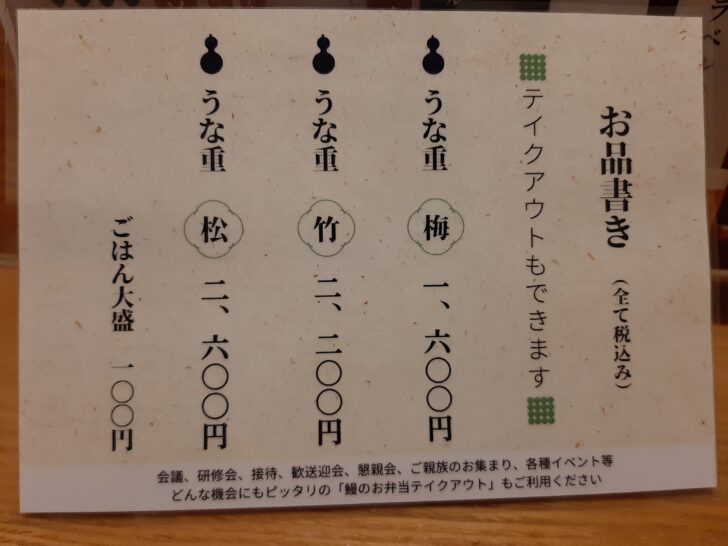 お品書き（全て税込み）
テイクアウトもできます
うな重 梅 一、六〇〇円
うな重 竹 二、二〇〇円
うな重 松 二、六〇〇円
ごはん大盛 一〇〇円
会議、研修会、接待、歓送迎会、懇親会、ご親族のお集まり、各種イベント等
どんな機会にもピッタリの「鰻のお弁当テイクアウト」もご利用ください